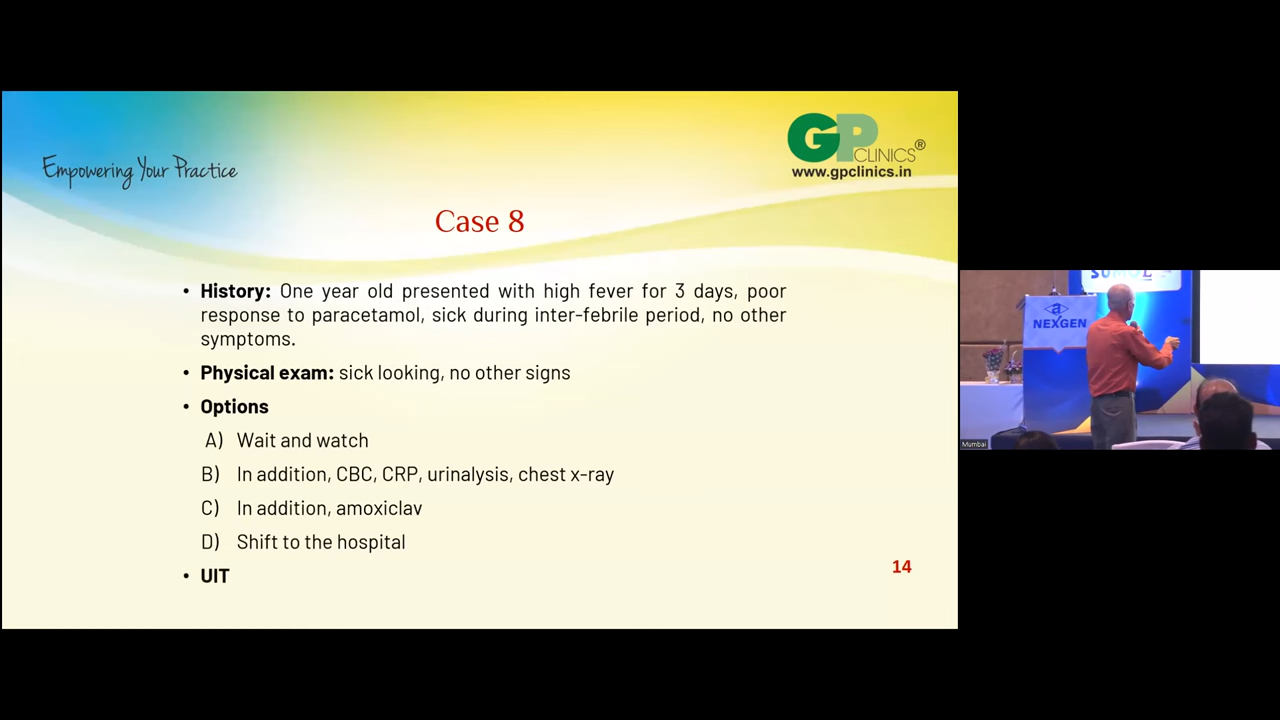 Empowering Your Practice
GP CLINICS®
www.gpclinics.in
Case 8
• History: One year old presented with high fever for 3 days, poor
response to paracetamol, sick during inter-febrile period, no other
symptoms.
• Physical exam: sick looking, no other signs
• Options
A) Wait and watch
B) In addition, CBC, CRP, urinalysis, chest x-ray
C) In addition, amoxiclav
D) Shift to the hospital
• UIT
14
NEXGEN
Mumbai